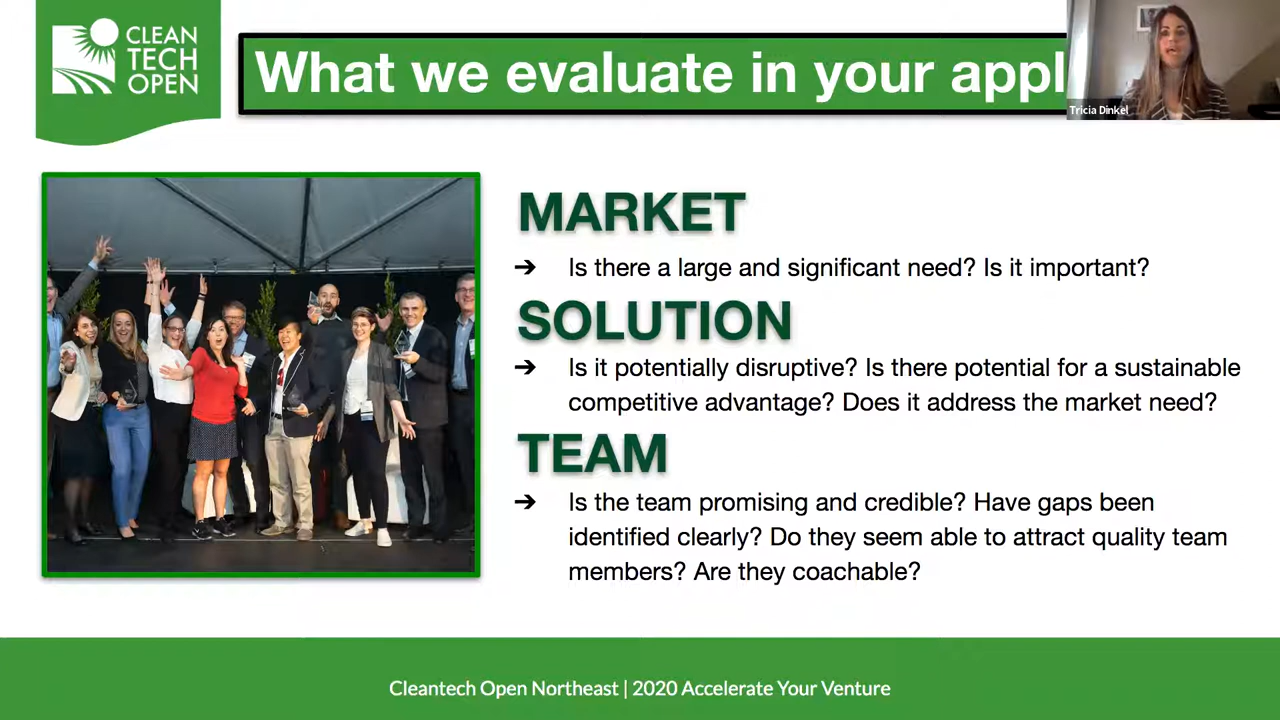 CLEAN
TECH
OPEN
What we evaluate in your appl
Tricia Dinkel
MARKET
➔ Is there a large and significant need? Is it important?
SOLUTION
➔ Is it potentially disruptive? Is there potential for a sustainable
competitive advantage? Does it address the market need?
TEAM
➔ Is the team promising and credible? Have gaps been
identified clearly? Do they seem able to attract quality team
members? Are they coachable?
Cleantech Open Northeast | 2020 Accelerate Your Venture